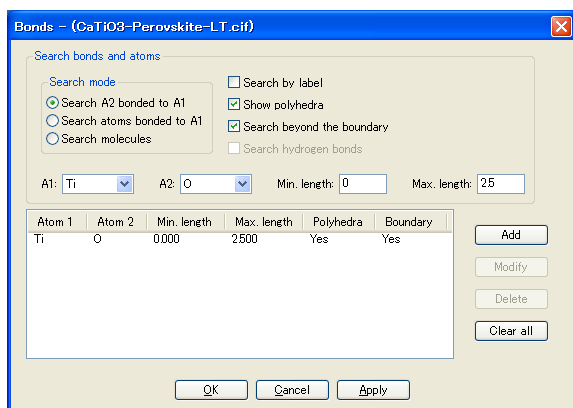 Bonds - (CaTiO3-Perovskite-LT.cif)
Search bonds and atoms
Search mode
Search A2 bonded to A1
Search atoms bonded to A1
Search molecules
Search by label
Show polyhedra
Search beyond the boundary
Search hydrogen bonds
A1: Ti A2: O Min. length: 0 Max. length: 2.5
Atom 1 Atom 2 Min. length Max. length Polyhedra Boundary
Ti O 0.000 2.500 Yes Yes
Add
Modify
Delete
Clear all
OK Cancel Apply